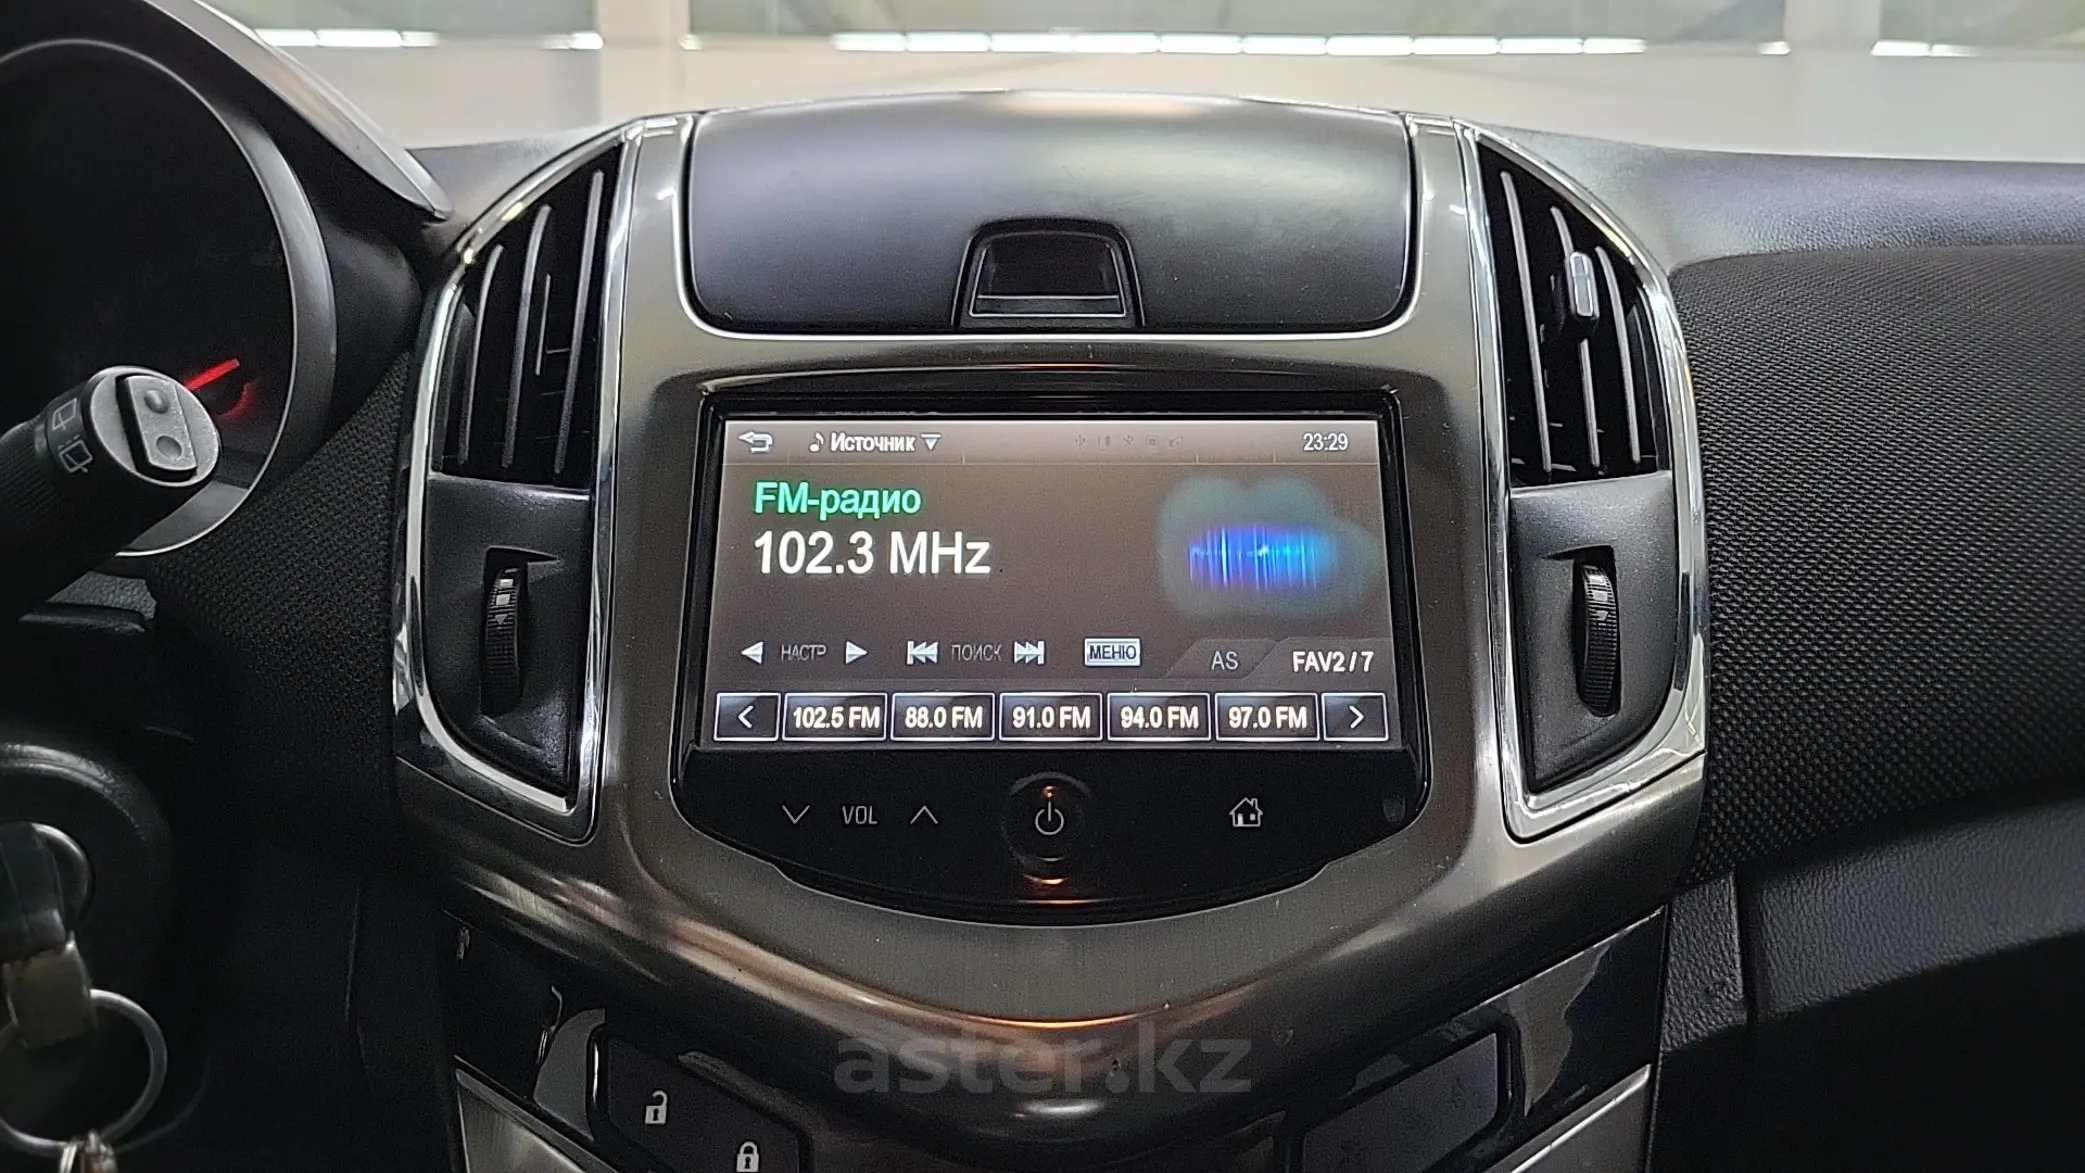 Источник 23:29
FM-радио
102.3 MHz
НАСТР ПОИСК МЕНЮ AS FAV2 / 7
102.5 FM 88.0 FM 91.0 FM 94.0 FM 97.0 FM
VOL
aster.kz